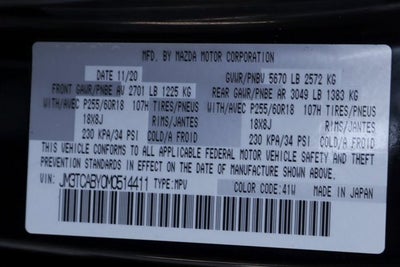 MFD. BY MAZDA MOTOR CORPORATION
DATE 11/20 GVWR/PNBV 5670 LB 2572 KG
FRONT GAWR/PNBE AV 2701 LB 1225 KG REAR GAWR/PNBE AR 3049 LB 1383 KG
WITH/AVEC P255/60R18 107H TIRES/PNEUS WITH/AVEC P255/60R18 107H TIRES/PNEUS
18X8J RIMS/JANTES 18X8J RIMS/JANTES
230 KPA/34 PSI COLD/A FROID 230 KPA/34 PSI COLD/A FROID
THIS VEHICLE CONFORMS TO ALL APPLICABLE FEDERAL MOTOR VEHICLE SAFETY AND THEFT
PREVENTION STANDARDS IN EFFECT ON THE DATE OF MANUFACTURE
SHOWN ABOVE.
VIN: JM3TCABY0M0514411 TYPE:MPV COLOR CODE:41W MADE IN JAPAN